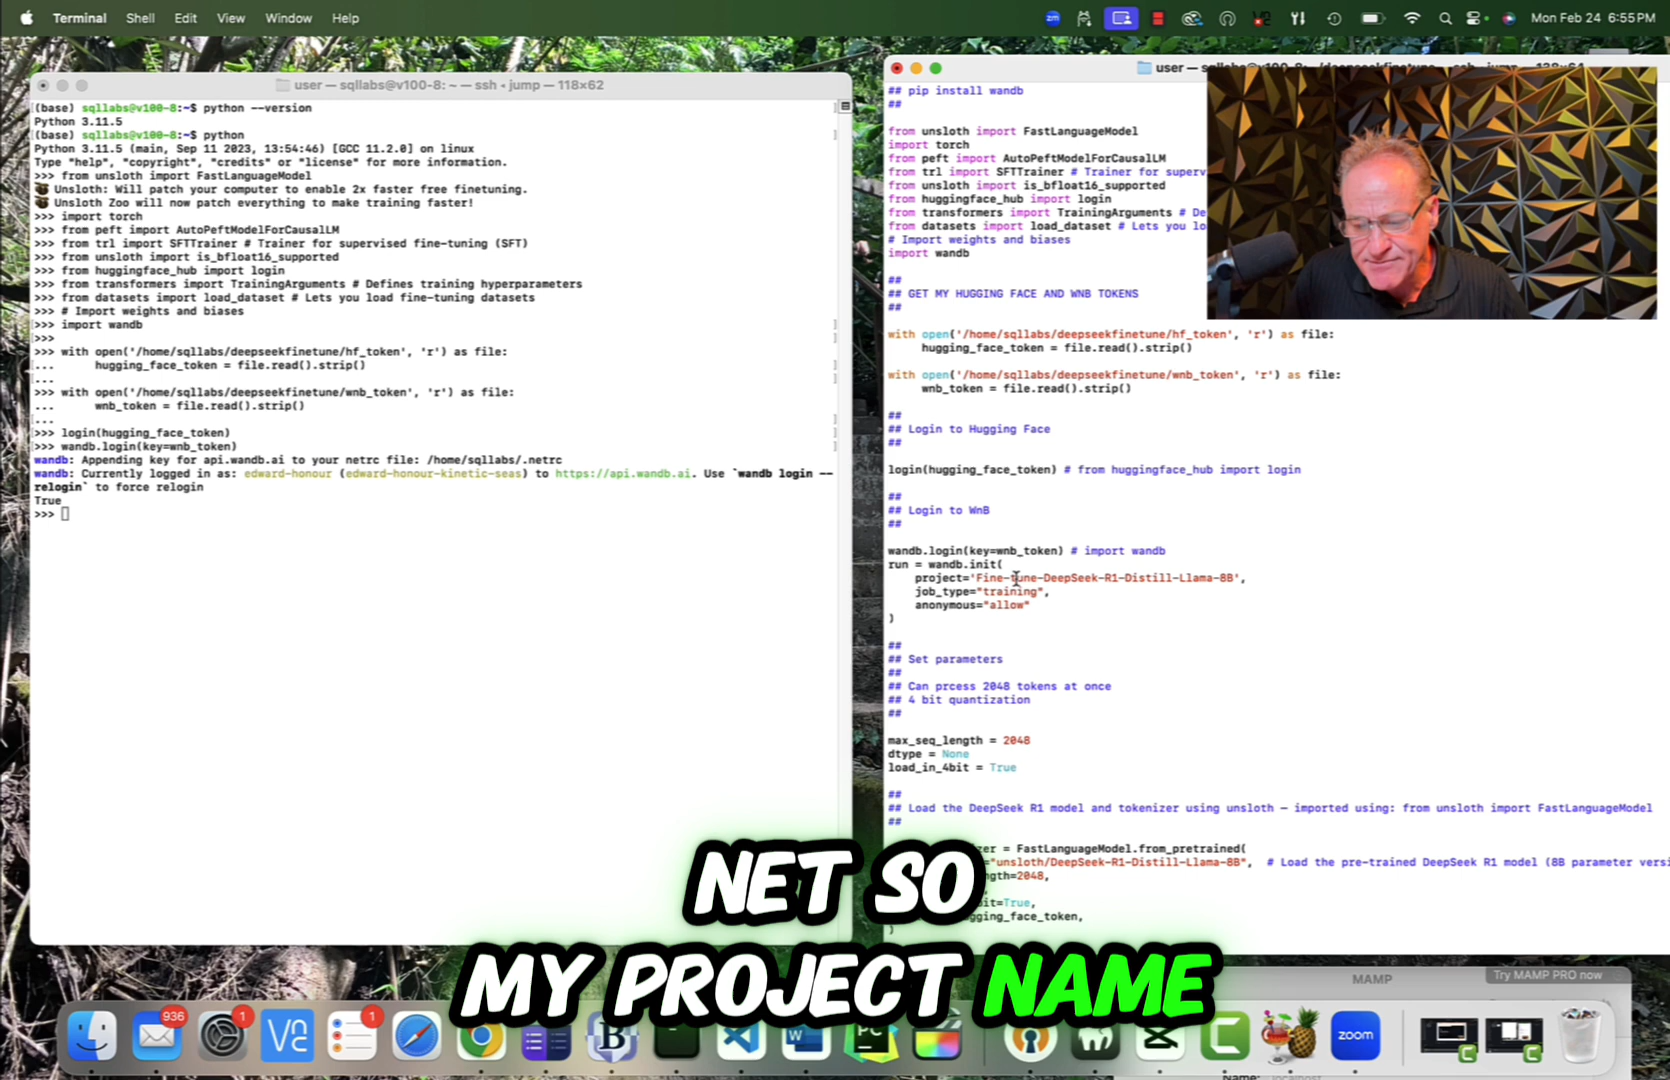 Terminal Shell Edit View Window Help
Mon Feb 24 6:55PM
user — sqllabs@v100-8: ~ — ssh • jump — 118×62
(base) sqllabs@v100-8:~$ python --version
Python 3.11.5
(base) sqllabs@v100-8:~$ python
Python 3.11.5 (main, Sep 11 2023, 13:54:46) [GCC 11.2.0] on linux
Type "help", "copyright", "credits" or "license" for more information.
>>> from unsloth import FastLanguageModel
Unsloth: Will patch your computer to enable 2x faster free finetuning.
Unsloth Zoo will now patch everything to make training faster!
>>> import torch
>>> from peft import AutoPeftModelForCausalLM
>>> from trl import SFTTrainer # Trainer for supervised fine-tuning (SFT)
>>> from unsloth import is_bfloat16_supported
>>> from huggingface_hub import login
>>> from transformers import TrainingArguments # Defines training hyperparameters
>>> from datasets import load_dataset # Lets you load fine-tuning datasets
>>> # Import weights and biases
>>> import wandb
>>>
>>> with open('/home/sqllabs/deepseekfinetune/hf_token', 'r') as file:
...     hugging_face_token = file.read().strip()
...
>>> with open('/home/sqllabs/deepseekfinetune/wnb_token', 'r') as file:
...     wnb_token = file.read().strip()
...
>>> login(hugging_face_token)
>>> wandb.login(key=wnb_token)
wandb: Appending key for api.wandb.ai to your netrc file: /home/sqllabs/.netrc
wandb: Currently logged in as: edward-honour (edward-honour-kinetic-seas) to https://api.wandb.ai. Use `wandb login --
relogin` to force relogin
True
>>>
## pip install wandb
##
from unsloth import FastLanguageModel
import torch
from peft import AutoPeftModelForCausalLM
from trl import SFTTrainer # Trainer for superv
from unsloth import is_bfloat16_supported
from huggingface_hub import login
from transformers import TrainingArguments # De
from datasets import load_dataset # Lets you lo
# Import weights and biases
import wandb
##
## GET MY HUGGING FACE AND WNB TOKENS
##
with open('/home/sqllabs/deepseekfinetune/hf_token', 'r') as file:
    hugging_face_token = file.read().strip()
with open('/home/sqllabs/deepseekfinetune/wnb_token', 'r') as file:
    wnb_token = file.read().strip()
##
## Login to Hugging Face
##
login(hugging_face_token) # from huggingface_hub import login
##
## Login to WnB
##
wandb.login(key=wnb_token) # import wandb
run = wandb.init(
    project='Fine-tune-DeepSeek-R1-Distill-Llama-8B',
    job_type="training",
    anonymous="allow"
)
##
## Set parameters
##
## Can prcess 2048 tokens at once
## 4 bit quantization
##
max_seq_length = 2048
dtype = None
load_in_4bit = True
##
## Load the DeepSeek R1 model and tokenizer using unsloth — imported using: from unsloth import FastLanguageModel
##
zer = FastLanguageModel.from_pretrained(
="unsloth/DeepSeek-R1-Distill-Llama-8B", # Load the pre-trained DeepSeek R1 model (8B parameter versi
gth=2048,
bit=True,
gging_face_token,
)
NET SO
MY PROJECT NAME
MAMP
Try MAMP PRO now
936
1
1
zoom